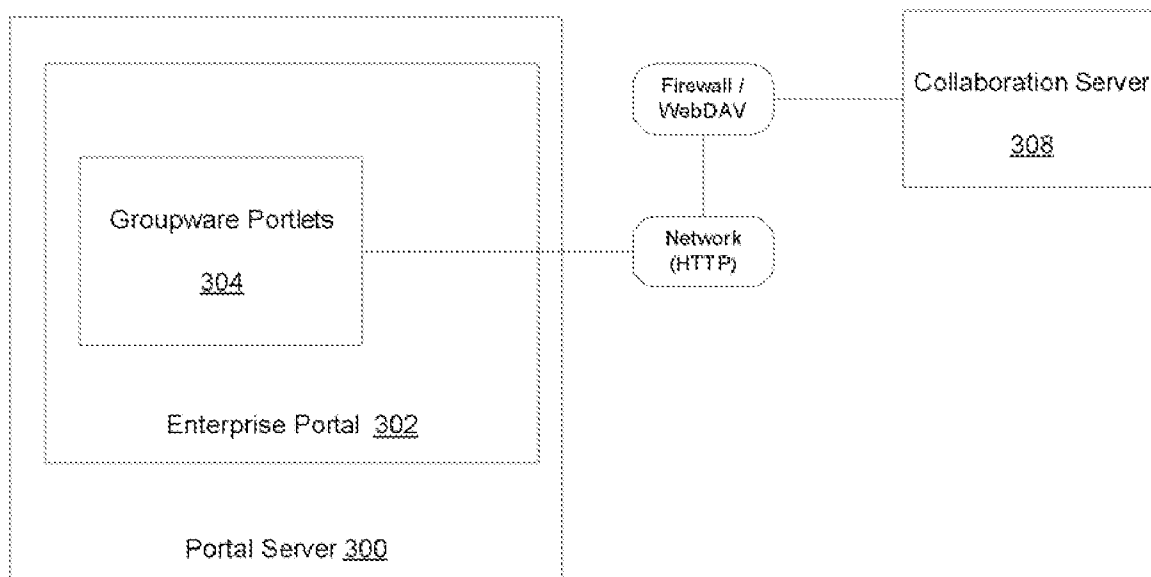 Groupware Portlets
304
Enterprise Portal 302
Portal Server 300
Firewall /
WebDAV
Network
(HTTP)
Collaboration Server
308